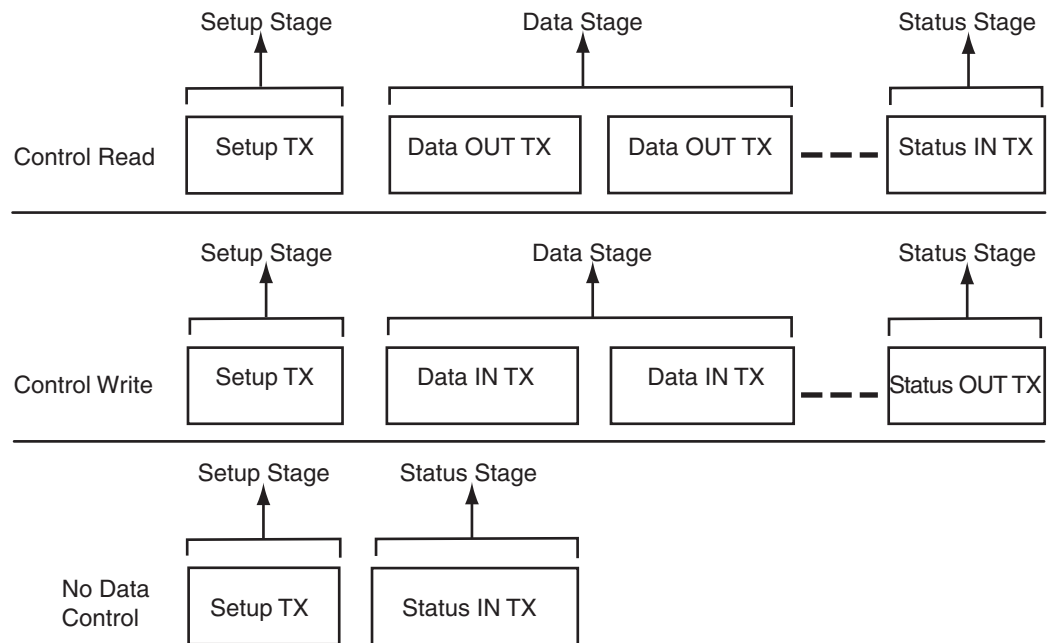 Setup Stage Data Stage Status Stage
Control Read Setup TX Data OUT TX Data OUT TX Status IN TX
Setup Stage Data Stage Status Stage
Control Write Setup TX Data IN TX Data IN TX Status OUT TX
Setup Stage Status Stage
No Data
Control
Setup TX Status IN TX